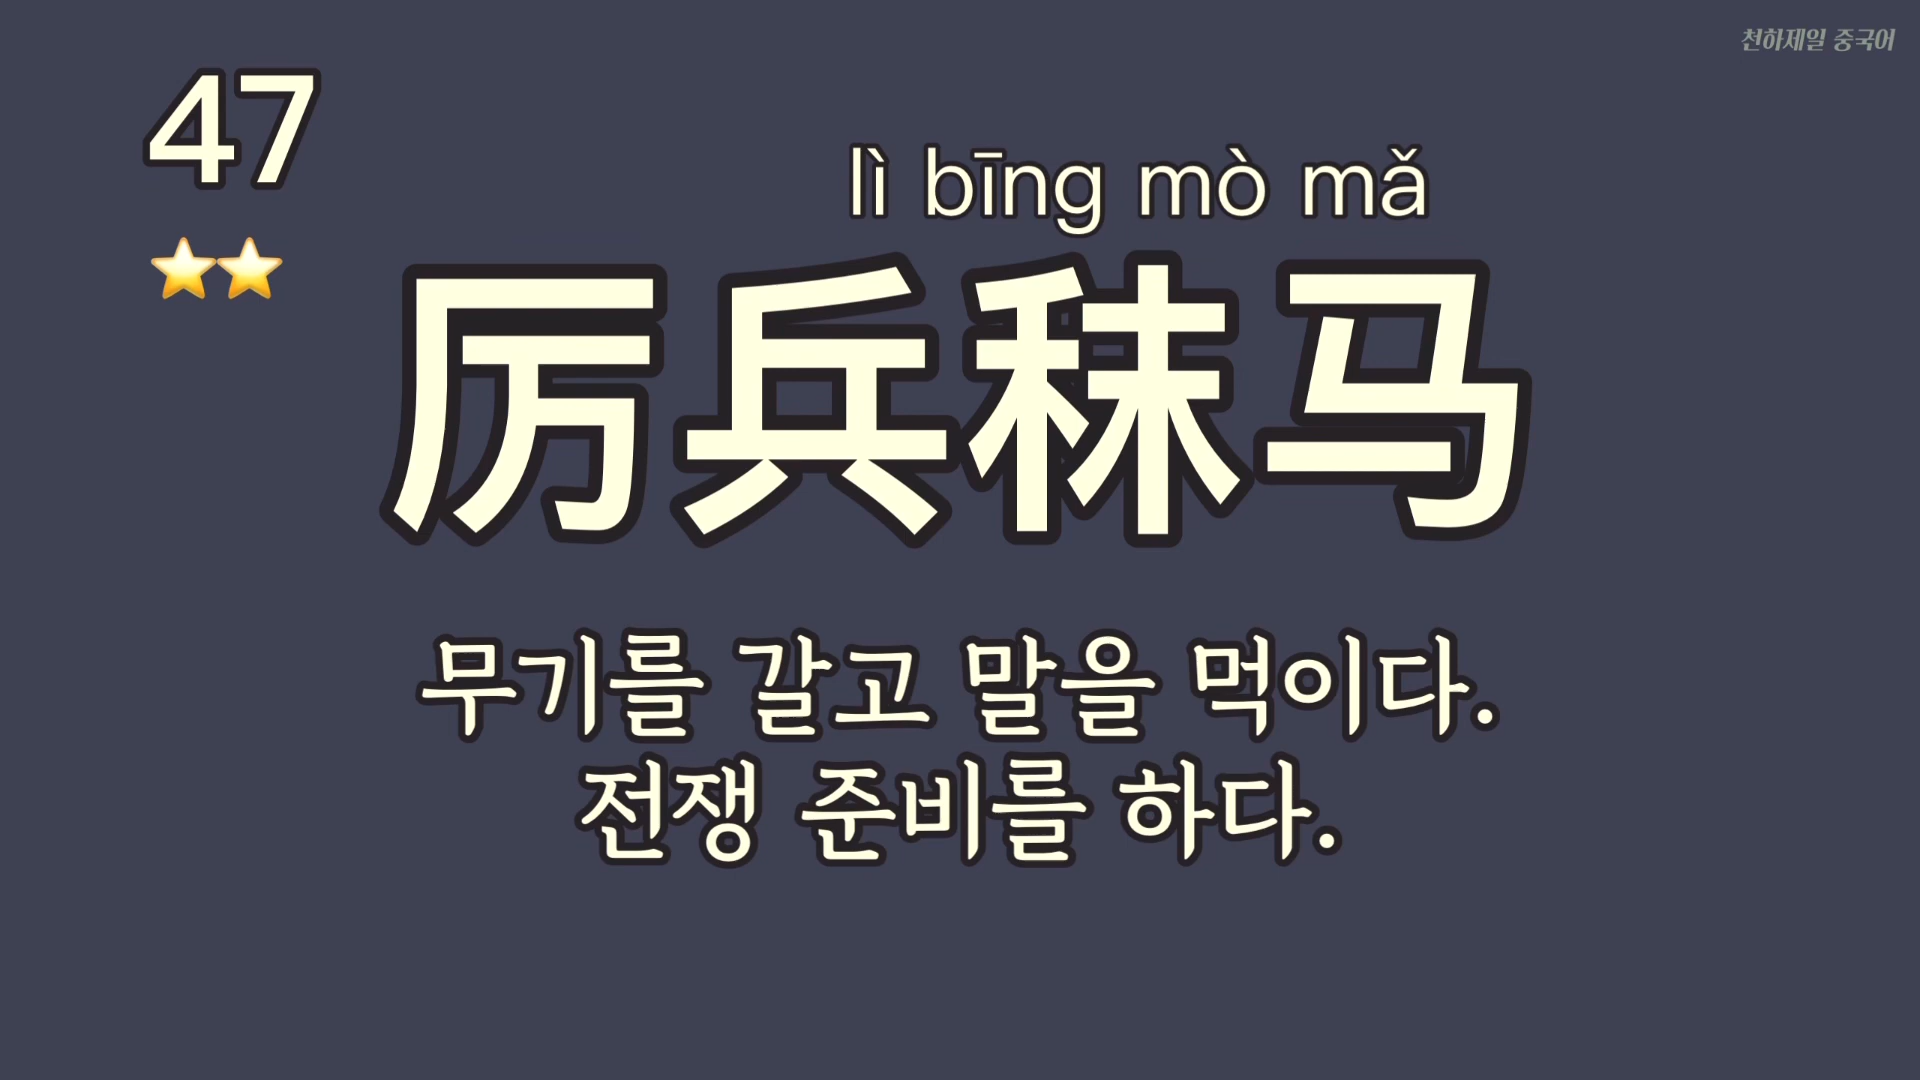 천하제일 중국어
47
⭐⭐
lì bīng mò mǎ
厉兵秣马
무기를 갈고 말을 먹이다.
전쟁 준비를 하다.